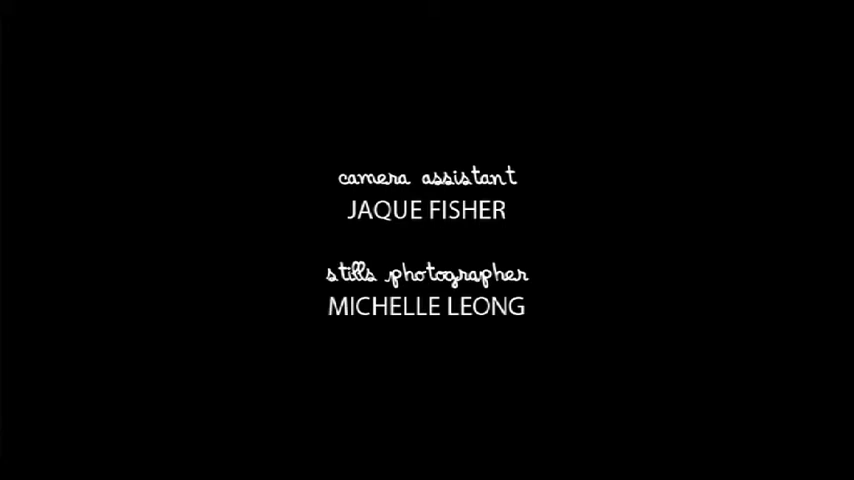 camera assistant
JAQUE FISHER
stills photographer
MICHELLE LEONG